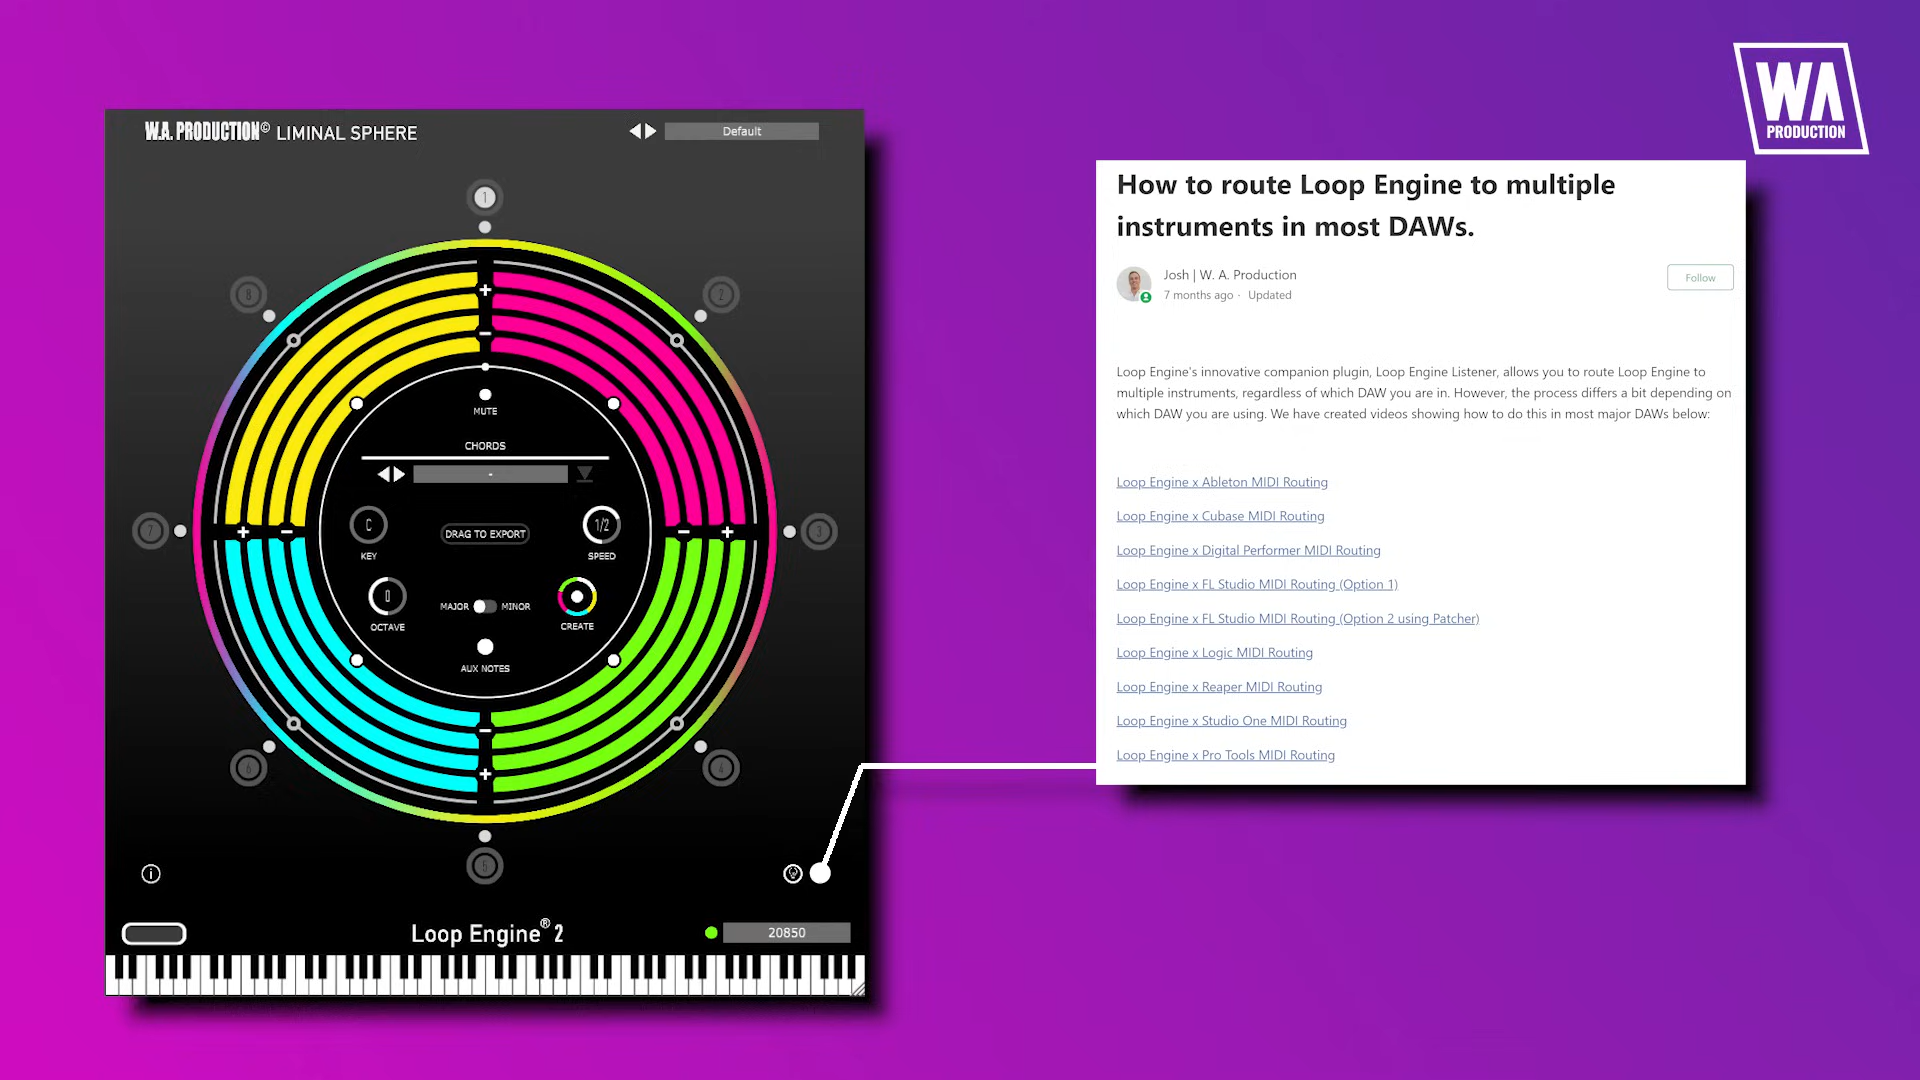 WA
PRODUCTION
W.A. PRODUCTION© LIMINAL SPHERE
Default
1
8
2
MUTE
CHORDS
-
7
3
C
1/2
DRAG TO EXPORT
KEY
SPEED
0
MAJOR
MINOR
OCTAVE
CREATE
AUX NOTES
6
4
5
i
Loop Engine® 2
20850
How to route Loop Engine to multiple
instruments in most DAWs.
Josh | W. A. Production
7 months ago · Updated
Follow
Loop Engine's innovative companion plugin, Loop Engine Listener, allows you to route Loop Engine to
multiple instruments, regardless of which DAW you are in. However, the process differs a bit depending on
which DAW you are using. We have created videos showing how to do this in most major DAWs below:
Loop Engine x Ableton MIDI Routing
Loop Engine x Cubase MIDI Routing
Loop Engine x Digital Performer MIDI Routing
Loop Engine x FL Studio MIDI Routing (Option 1)
Loop Engine x FL Studio MIDI Routing (Option 2 using Patcher)
Loop Engine x Logic MIDI Routing
Loop Engine x Reaper MIDI Routing
Loop Engine x Studio One MIDI Routing
Loop Engine x Pro Tools MIDI Routing